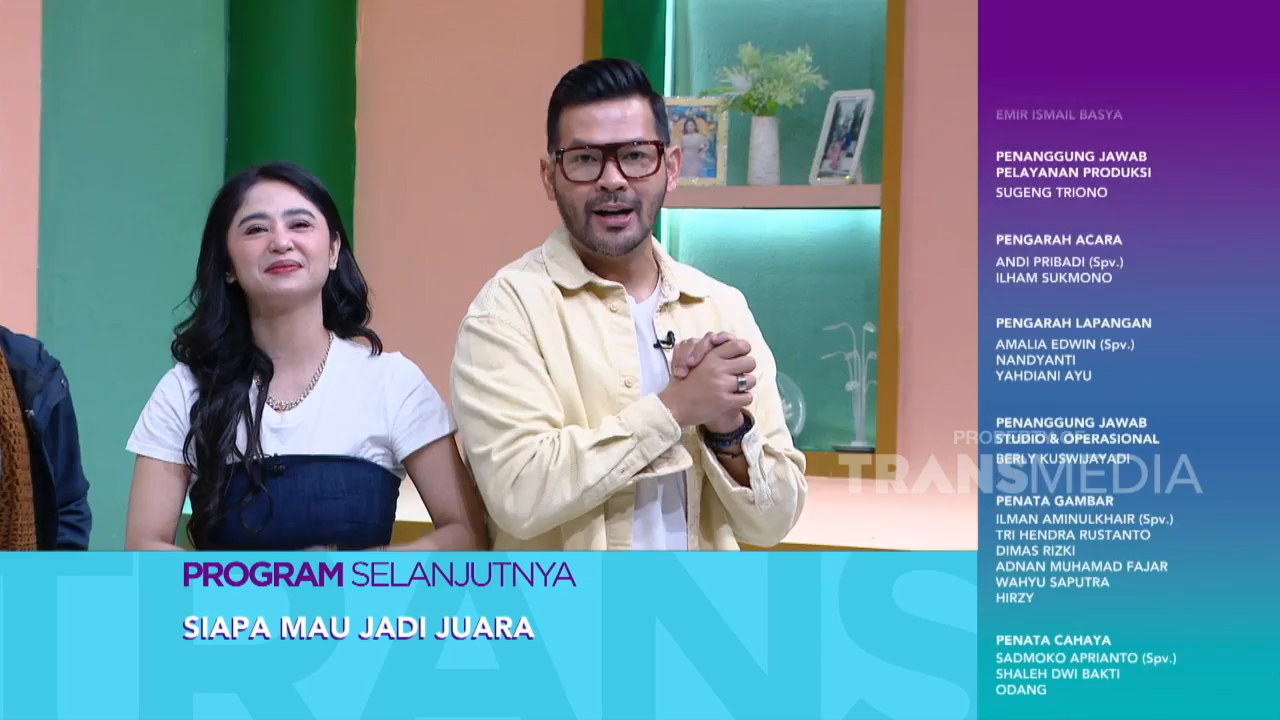 EMIR ISMAIL BASYA
PENANGGUNG JAWAB
PELAYANAN PRODUKSI
SUGENG TRIONO
PENGARAH ACARA
ANDI PRIBADI (Spv.)
ILHAM SUKMONO
PENGARAH LAPANGAN
AMALIA EDWIN (Spv.)
NANDYANTI
YAHDIANI AYU
PENANGGUNG JAWAB
STUDIO & OPERASIONAL
BERLY KUSWIJAYADI
TRANSMEDIA
PENATA GAMBAR
ILMAN AMINULKHAIR (Spv.)
TRI HENDRA RUSTANTO
DIMAS RIZKI
ADNAN MUHAMAD FAJAR
WAHYU SAPUTRA
HIRZY
PENATA CAHAYA
SADMOKO APRIANTO (Spv.)
SHALEH DWI BAKTI
ODANG
PROGRAM SELANJUTNYA
SIAPA MAU JADI JUARA
TRANS